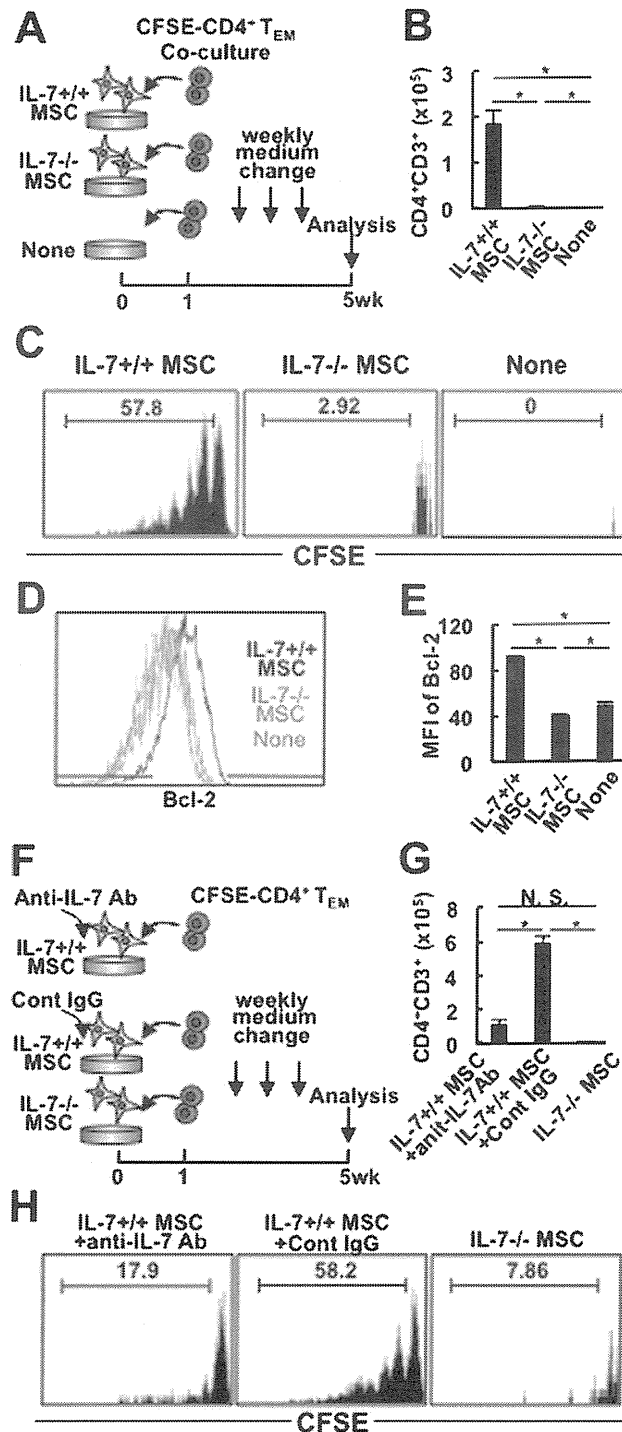 A
CFSE-CD4⁺ T_EM
Co-culture
IL-7+/+
MSC
IL-7-/-
MSC
None
weekly
medium
change
Analysis
0
1
5wk
B
CD4⁺CD3⁺ (x10⁵)
3
2
1
0
*
* *
IL-7+/+
MSC
IL-7-/-
MSC
None
C
IL-7+/+ MSC
IL-7-/- MSC
None
57.8
2.92
0
CFSE
D
IL-7+/+
MSC
IL-7-/-
MSC
None
Bcl-2
E
MFI of Bcl-2
120
80
40
0
*
* *
IL-7+/+
MSC
IL-7-/-
MSC
None
F
Anti-IL-7 Ab
CFSE-CD4⁺ T_EM
IL-7+/+
MSC
Cont IgG
IL-7+/+
MSC
IL-7-/-
MSC
weekly
medium
change
Analysis
0
1
5wk
G
CD4⁺CD3⁺ (x10⁵)
8
6
4
2
0
N. S.
* *
IL-7+/+ MSC
+anit-IL-7 Ab
IL-7+/+ MSC
+Cont IgG
IL-7-/- MSC
H
IL-7+/+ MSC
+anti-IL-7 Ab
IL-7+/+ MSC
+Cont IgG
IL-7-/- MSC
17.9
58.2
7.86
CFSE